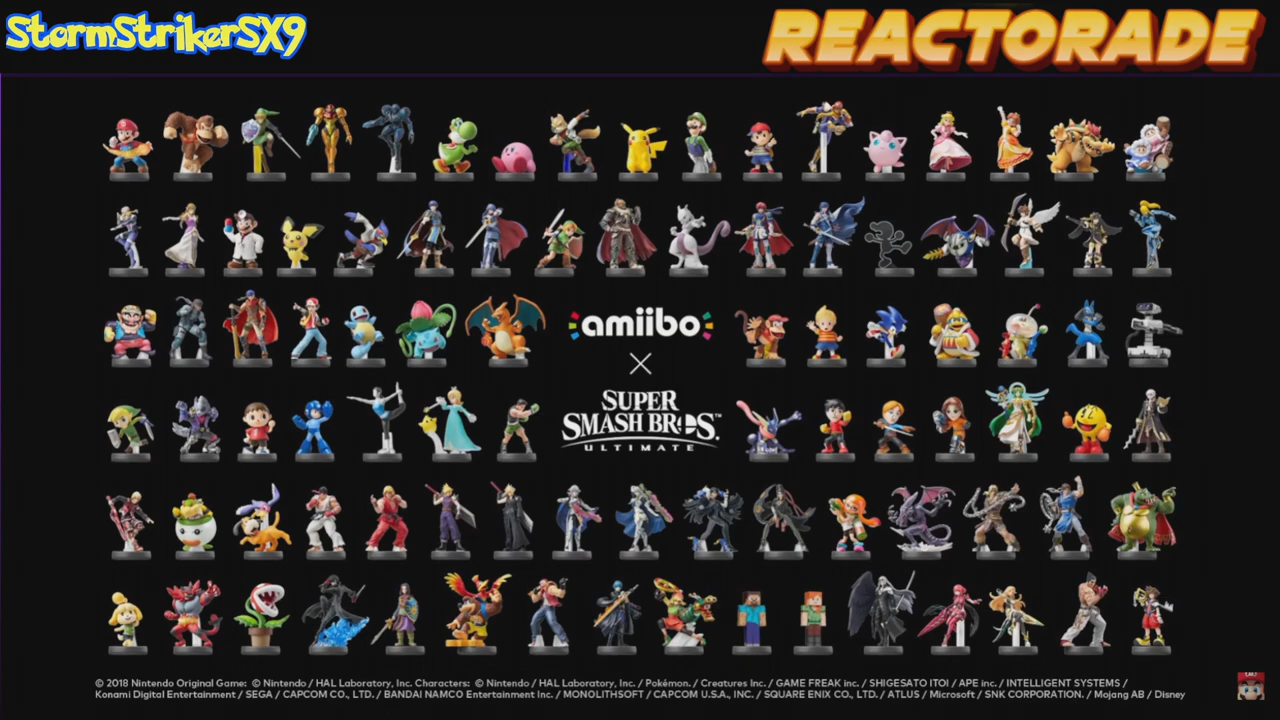 StormStrikerSX9
REACTORADE
amiibo
SUPER
SMASH BROS.™
ULTIMATE
© 2018 Nintendo Original Game: © Nintendo / HAL Laboratory, Inc. Characters: © Nintendo / HAL Laboratory, Inc. / Pokémon. / Creatures Inc. / GAME FREAK inc. / SHIGESATO ITOI / APE inc. / INTELLIGENT SYSTEMS /
Konami Digital Entertainment / SEGA / CAPCOM CO., LTD. / BANDAI NAMCO Entertainment Inc. / MONOLITHSOFT / CAPCOM U.S.A., INC. / SQUARE ENIX CO., LTD. / ATLUS / Microsoft / SNK CORPORATION. / Mojang AB / Disney